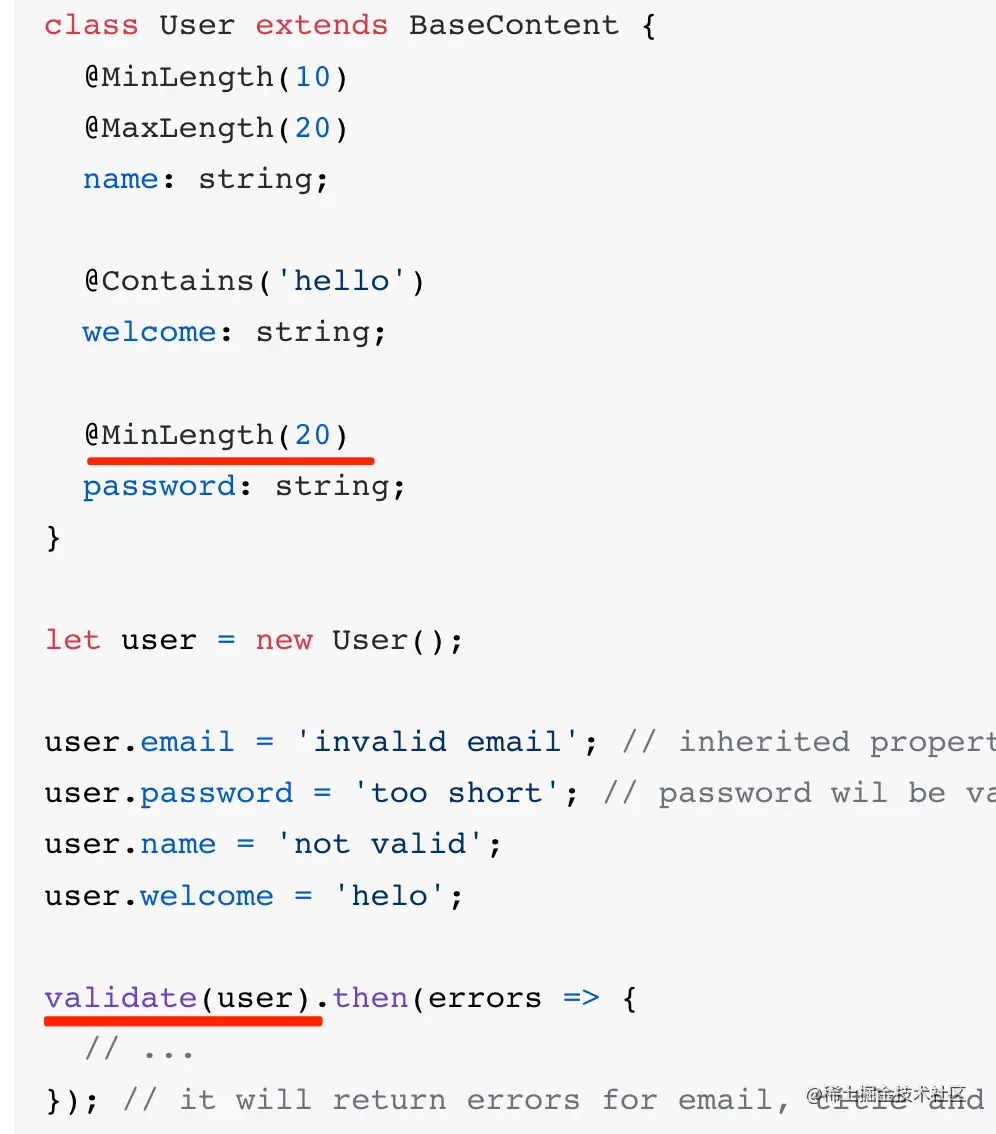 class User extends BaseContent {
@MinLength(10)
@MaxLength(20)
name: string;
@Contains('hello')
welcome: string;
@MinLength(20)
password: string;
}
let user = new User();
user.email = 'invalid email'; // inherited propert
user.password = 'too short'; // password wil be va
user.name = 'not valid';
user.welcome = 'helo';
validate(user).then(errors => {
// ...
}); // it will return errors for email, title and
@稀土掘金技术社区